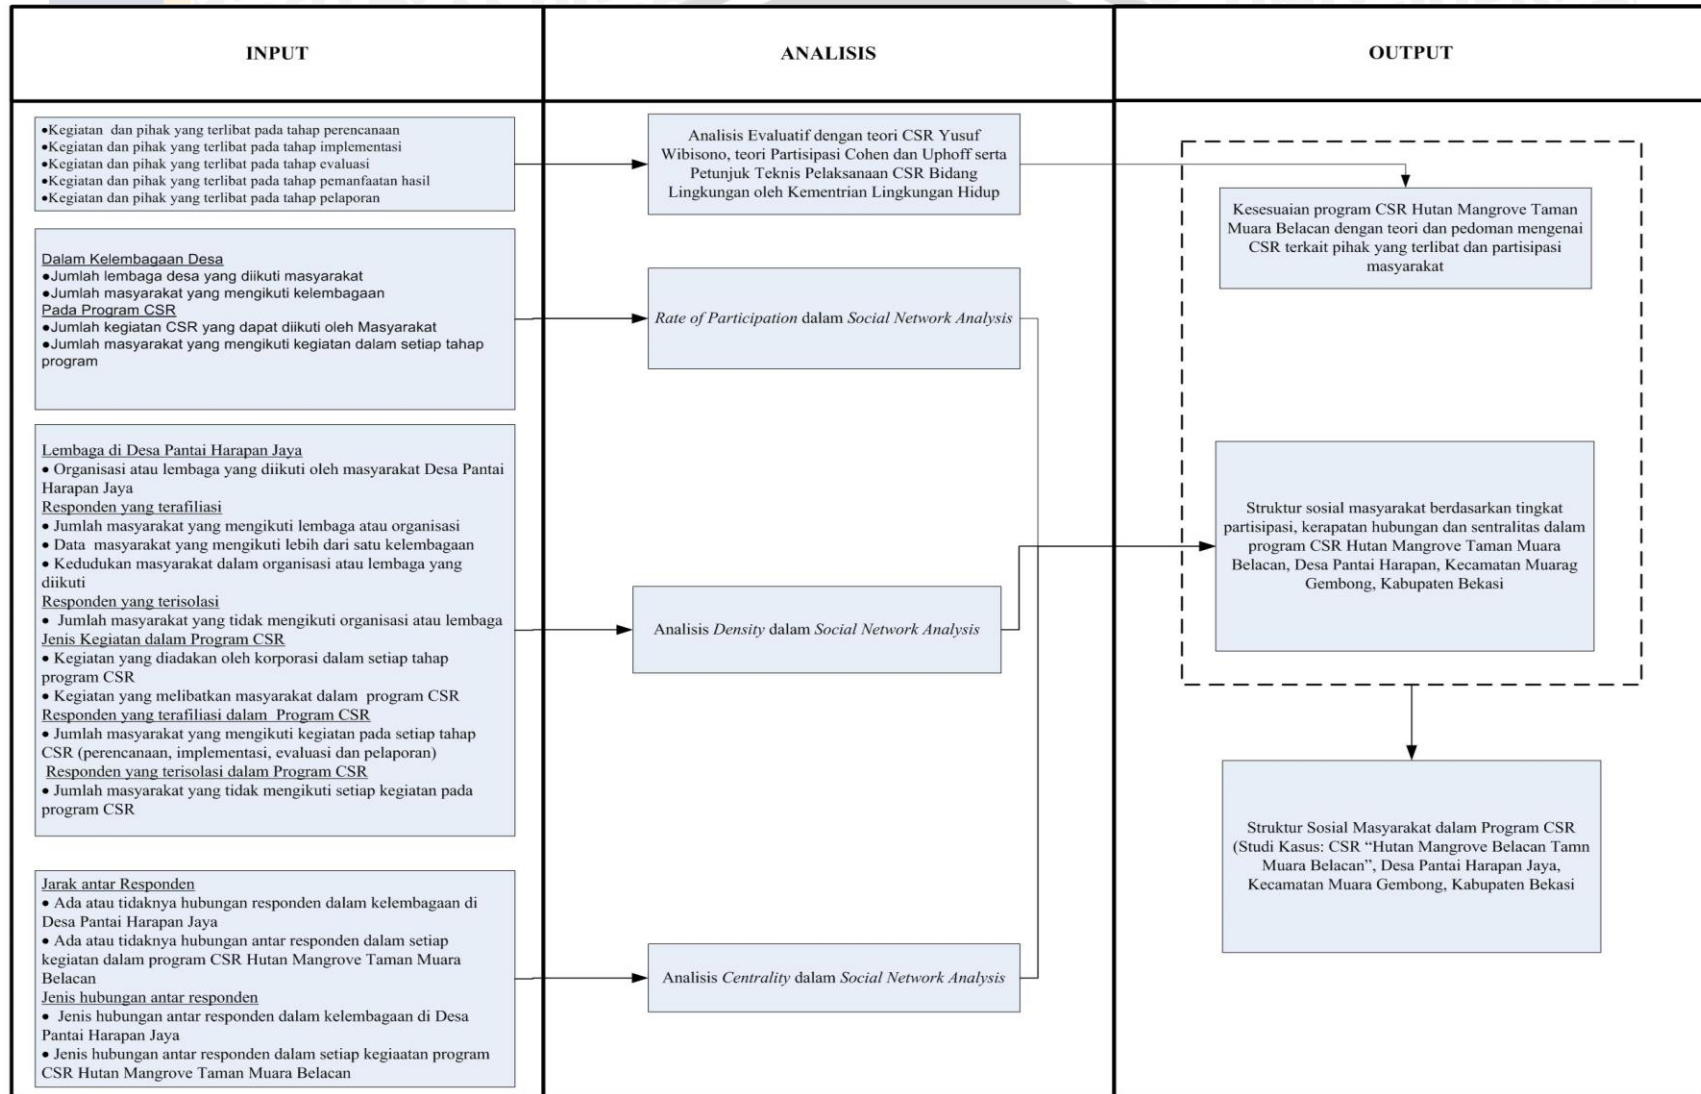 INPUT
ANALISIS
OUTPUT
•Kegiatan dan pihak yang terlibat pada tahap perencanaan
•Kegiatan dan pihak yang terlibat pada tahap implementasi
•Kegiatan dan pihak yang terlibat pada tahap evaluasi
•Kegiatan dan pihak yang terlibat pada tahap pemanfaatan hasil
•Kegiatan dan pihak yang terlibat pada tahap pelaporan
Dalam Kelembagaan Desa
●Jumlah lembaga desa yang diikuti masyarakat
●Jumlah masyarakat yang mengikuti kelembagaan
Pada Program CSR
●Jumlah kegiatan CSR yang dapat diikuti oleh Masyarakat
●Jumlah masyarakat yang mengikuti kegiatan dalam setiap tahap
program
Lembaga di Desa Pantai Harapan Jaya
● Organisasi atau lembaga yang diikuti oleh masyarakat Desa Pantai
Harapan Jaya
Responden yang terafiliasi
● Jumlah masyarakat yang mengikuti lembaga atau organisasi
● Data masyarakat yang mengikuti lebih dari satu kelembagaan
● Kedudukan masyarakat dalam organisasi atau lembaga yang
diikuti
Responden yang terisolasi
● Jumlah masyarakat yang tidak mengikuti organisasi atau lembaga
Jenis Kegiatan dalam Program CSR
● Kegiatan yang diadakan oleh korporasi dalam setiap tahap
program CSR
● Kegiatan yang melibatkan masyarakat dalam program CSR
Responden yang terafiliasi dalam Program CSR
● Jumlah masyarakat yang mengikuti kegiatan pada setiap tahap
CSR (perencanaan, implementasi, evaluasi dan pelaporan)
Responden yang terisolasi dalam Program CSR
● Jumlah masyarakat yang tidak mengikuti setiap kegiatan pada
program CSR
Jarak antar Responden
● Ada atau tidaknya hubungan responden dalam kelembagaan di
Desa Pantai Harapan Jaya
● Ada atau tidaknya hubungan antar responden dalam setiap
kegiatan dalam program CSR Hutan Mangrove Taman Muara
Belacan
Jenis hubungan antar responden
● Jenis hubungan antar responden dalam kelembagaan di Desa
Pantai Harapan Jaya
● Jenis hubungan antar responden dalam setiap kegiaatan program
CSR Hutan Mangrove Taman Muara Belacan
Analisis Evaluatif dengan teori CSR Yusuf
Wibisono, teori Partisipasi Cohen dan Uphoff serta
Petunjuk Teknis Pelaksanaan CSR Bidang
Lingkungan oleh Kementrian Lingkungan Hidup
Rate of Participation dalam Social Network Analysis
Analisis Density dalam Social Network Analysis
Analisis Centrality dalam Social Network Analysis
Kesesuaian program CSR Hutan Mangrove Taman
Muara Belacan dengan teori dan pedoman mengenai
CSR terkait pihak yang terlibat dan partisipasi
masyarakat
Struktur sosial masyarakat berdasarkan tingkat
partisipasi, kerapatan hubungan dan sentralitas dalam
program CSR Hutan Mangrove Taman Muara
Belacan, Desa Pantai Harapan, Kecamatan Muarag
Gembong, Kabupaten Bekasi
Struktur Sosial Masyarakat dalam Program CSR
(Studi Kasus: CSR “Hutan Mangrove Belacan Tamn
Muara Belacan”, Desa Pantai Harapan Jaya,
Kecamatan Muara Gembong, Kabupaten Bekasi